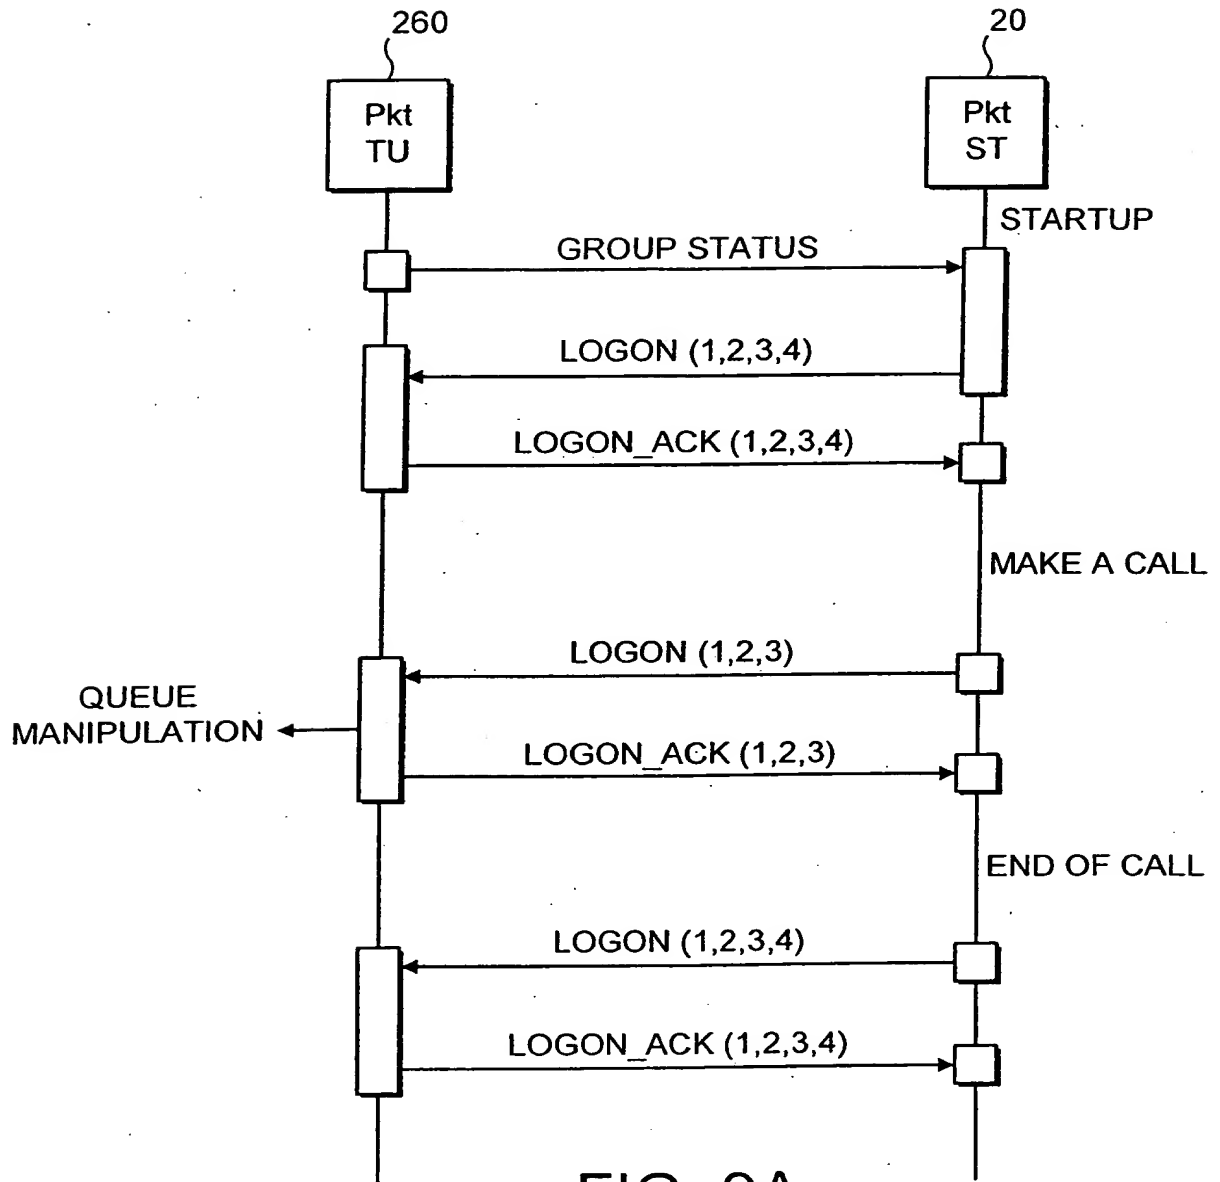 260
20
Pkt
TU
Pkt
ST
STARTUP
GROUP STATUS
LOGON (1,2,3,4)
LOGON_ACK (1,2,3,4)
MAKE A CALL
LOGON (1,2,3)
QUEUE
MANIPULATION
LOGON_ACK (1,2,3)
END OF CALL
LOGON (1,2,3,4)
LOGON_ACK (1,2,3,4)